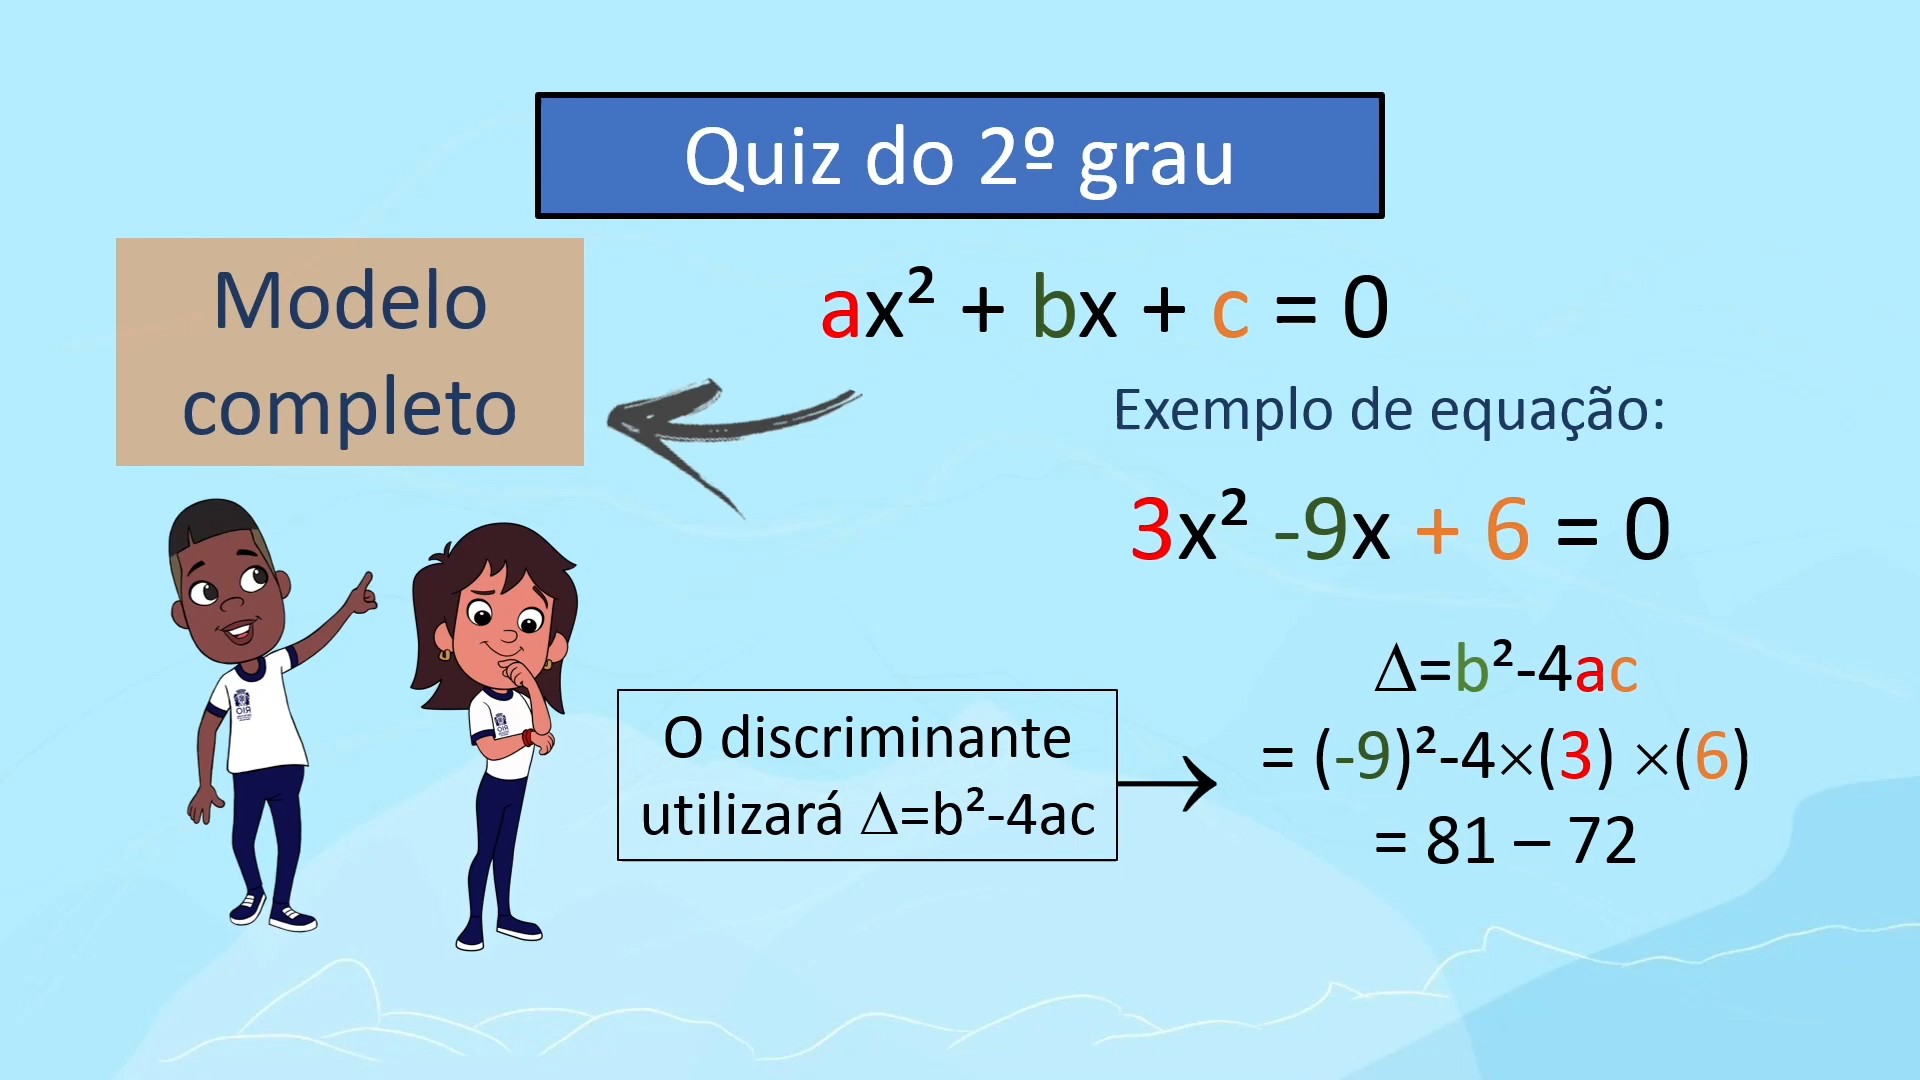 Quiz do 2º grau
Modelo
completo
ax² + bx + c = 0
Exemplo de equação:
3x² -9x + 6 = 0
O discriminante
utilizará Δ=b²-4ac
Δ=b²-4ac
= (-9)²-4×(3) ×(6)
= 81 – 72